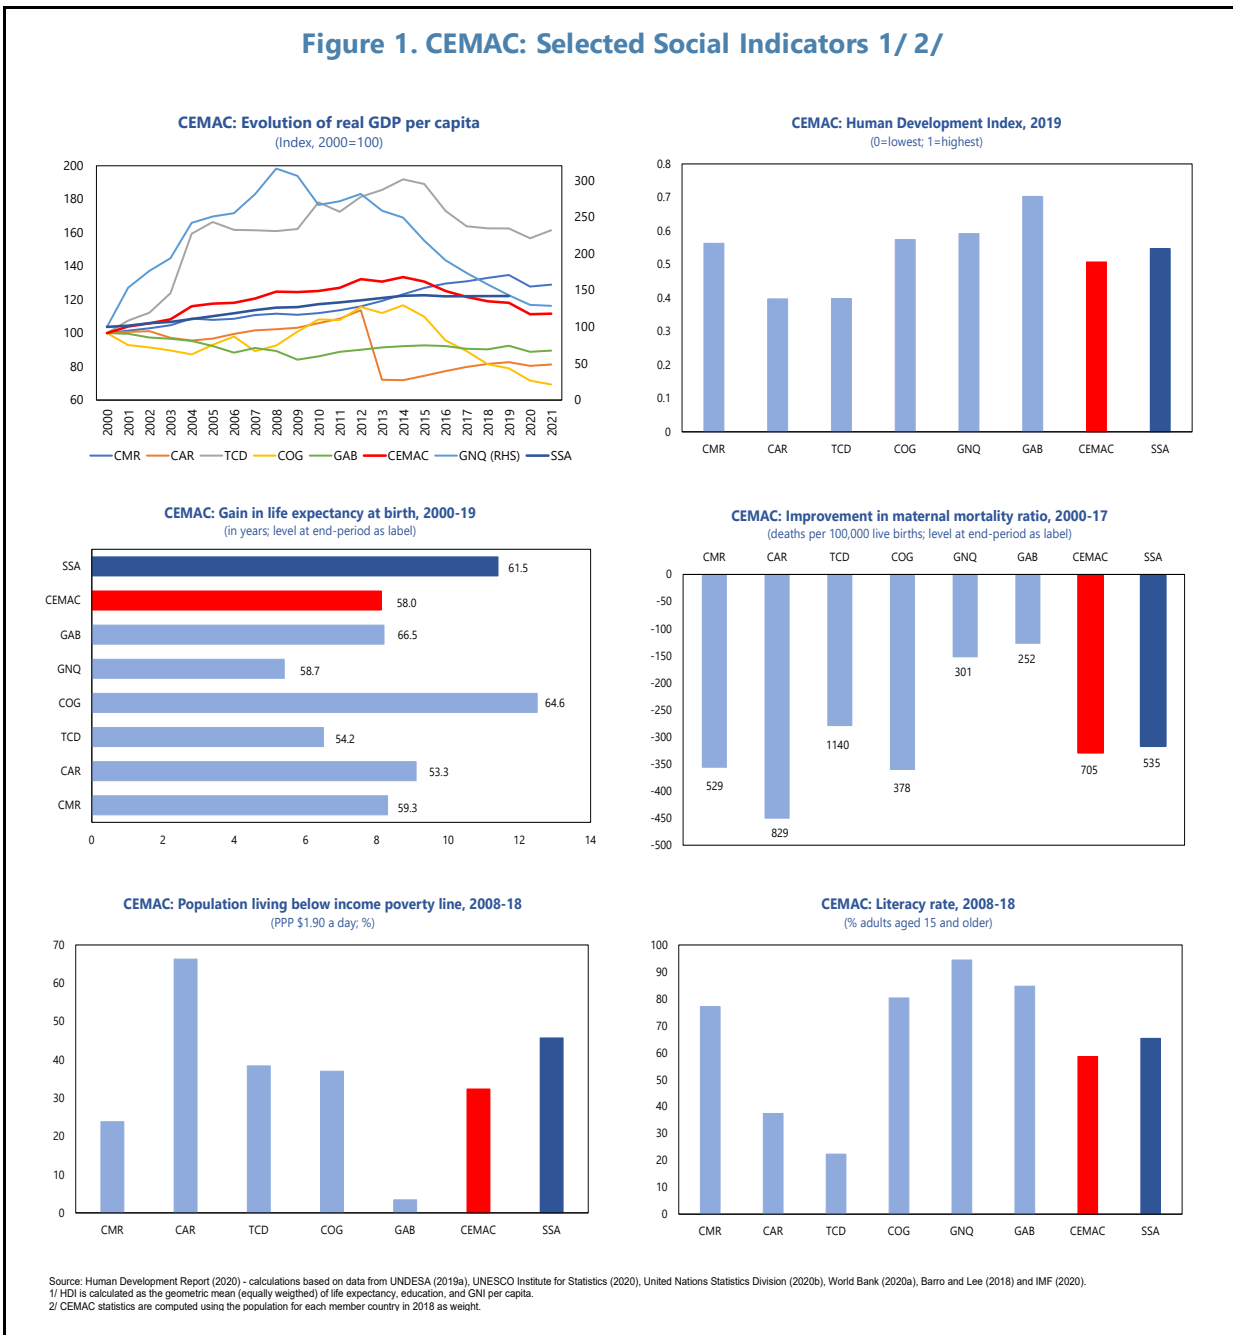 Figure 1. CEMAC: Selected Social Indicators 1/ 2/
CEMAC: Evolution of real GDP per capita
(Index, 2000=100)
200
180
160
140
120
100
80
60
300
250
200
150
100
50
0
2000
2001
2002
2003
2004
2005
2006
2007
2008
2009
2010
2011
2012
2013
2014
2015
2016
2017
2018
2019
2020
2021
CMR CAR TCD COG GAB CEMAC GNQ (RHS) SSA
CEMAC: Human Development Index, 2019
(0=lowest; 1=highest)
0.8
0.7
0.6
0.5
0.4
0.3
0.2
0.1
0
CMR CAR TCD COG GNQ GAB CEMAC SSA
CEMAC: Gain in life expectancy at birth, 2000-19
(in years; level at end-period as label)
SSA 61.5
CEMAC 58.0
GAB 66.5
GNQ 58.7
COG 64.6
TCD 54.2
CAR 53.3
CMR 59.3
0 2 4 6 8 10 12 14
CEMAC: Improvement in maternal mortality ratio, 2000-17
(deaths per 100,000 live births; level at end-period as label)
CMR CAR TCD COG GNQ GAB CEMAC SSA
0
-50
-100
-150
-200
-250
-300
-350
-400
-450
-500
529
829
1140
378
301
252
705
535
CEMAC: Population living below income poverty line, 2008-18
(PPP $1.90 a day; %)
70
60
50
40
30
20
10
0
CMR CAR TCD COG GAB CEMAC SSA
CEMAC: Literacy rate, 2008-18
(% adults aged 15 and older)
100
90
80
70
60
50
40
30
20
10
0
CMR CAR TCD COG GNQ GAB CEMAC SSA
Source: Human Development Report (2020) - calculations based on data from UNDESA (2019a), UNESCO Institute for Statistics (2020), United Nations Statistics Division (2020b), World Bank (2020a), Barro and Lee (2018) and IMF (2020).
1/ HDI is calculated as the geometric mean (equally weigthed) of life expectancy, education, and GNI per capita.
2/ CEMAC statistics are computed using the population for each member country in 2018 as weight.